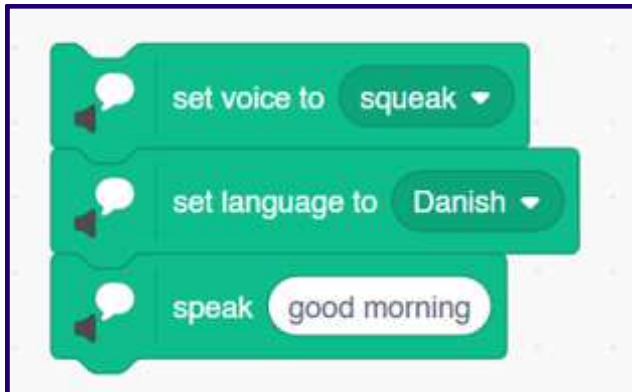 set voice to squeak
set language to Danish
speak good morning